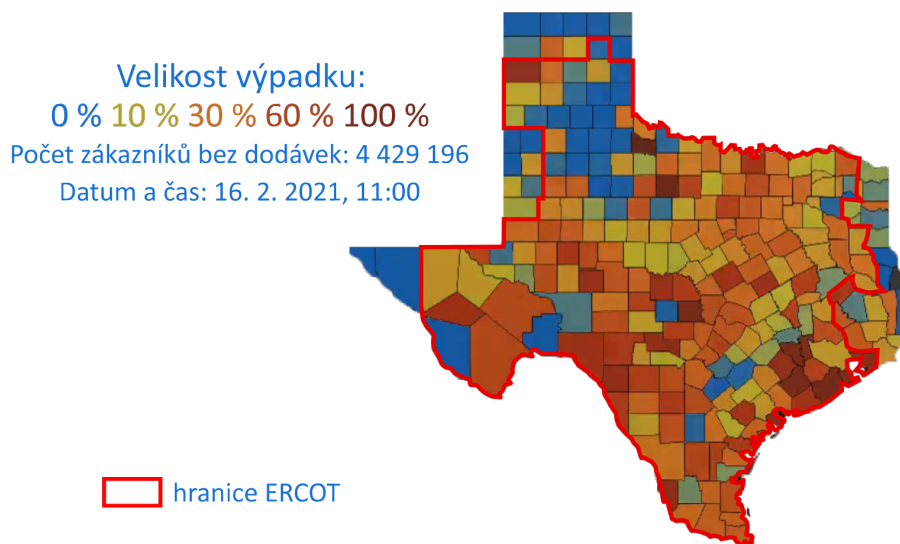 Velikost výpadku:
0 % 10 % 30 % 60 % 100 %
Počet zákazníků bez dodávek: 4 429 196
Datum a čas: 16. 2. 2021, 11:00
hranice ERCOT